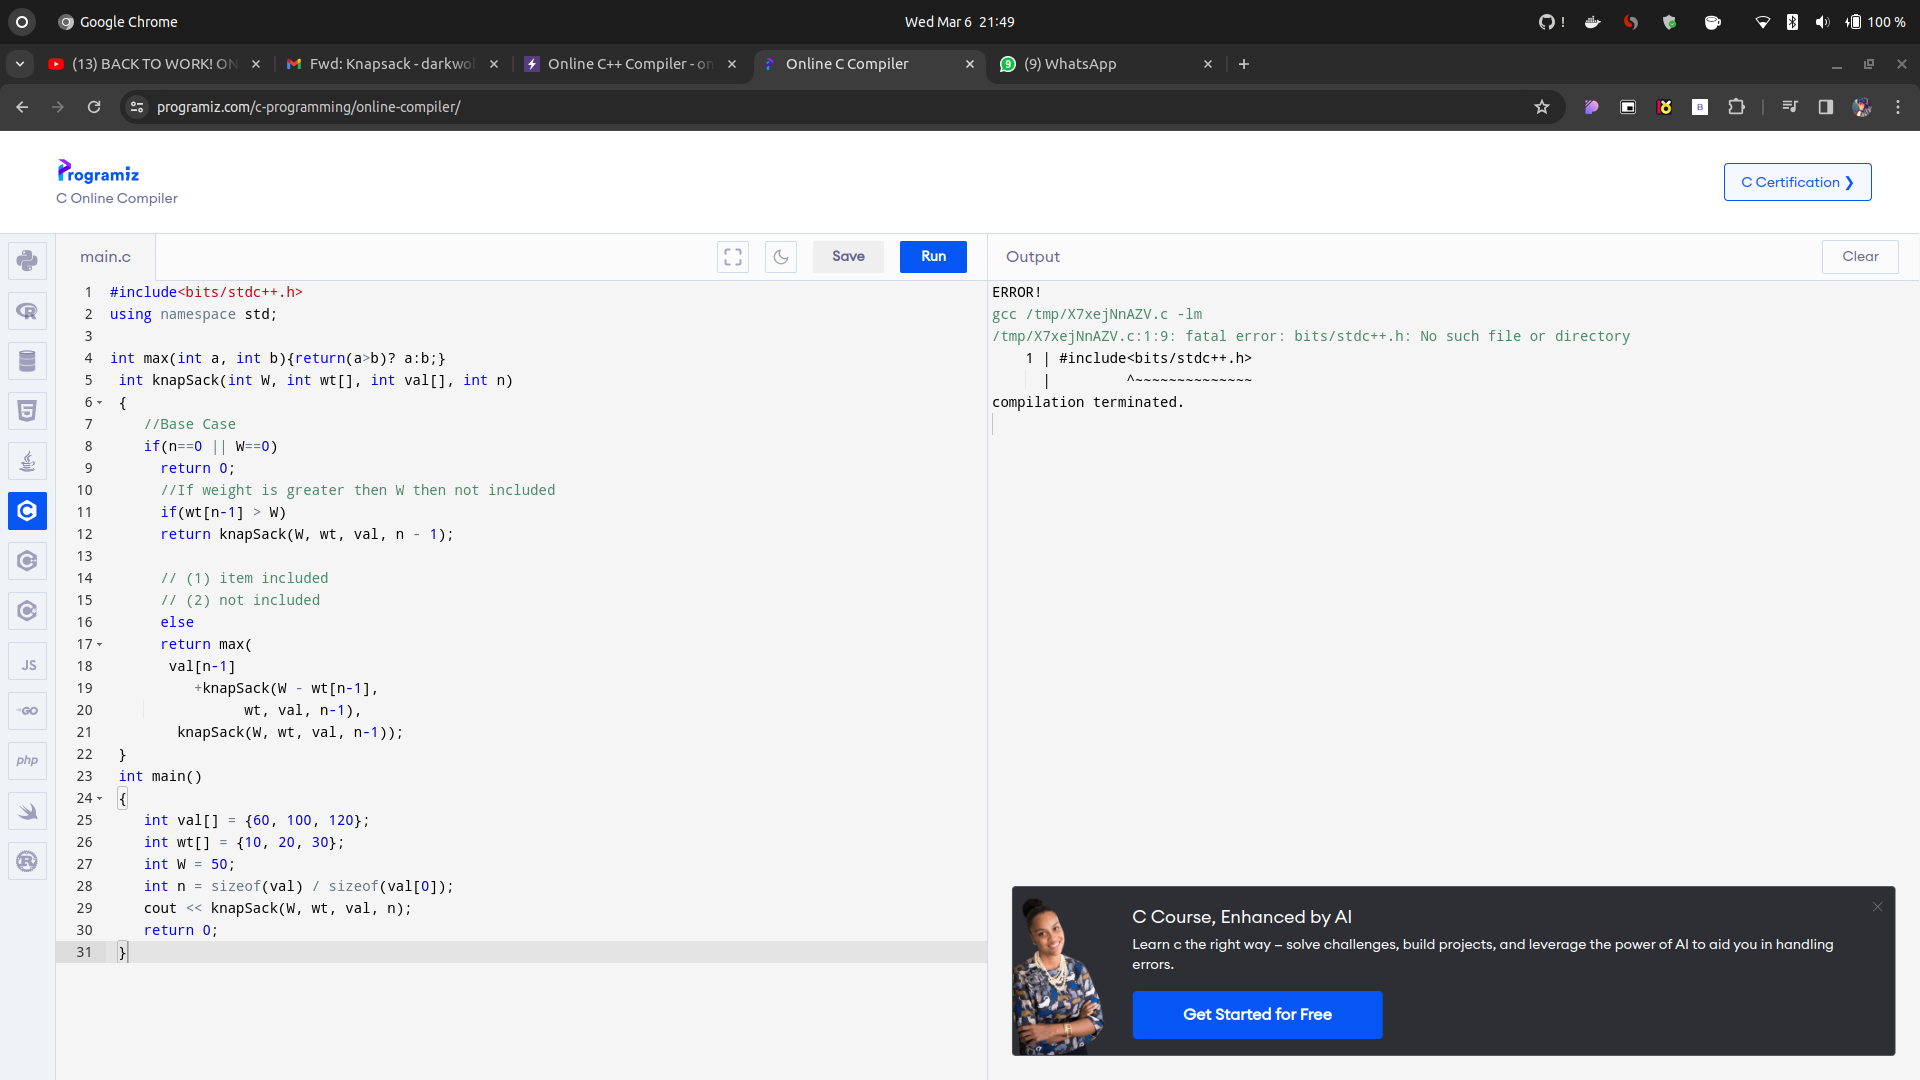 Google Chrome
Wed Mar 6 21:49
!
100 %
(13) BACK TO WORK! ON
Fwd: Knapsack - darkwol
Online C++ Compiler - on
Online C Compiler
(9) WhatsApp
programiz.com/c-programming/online-compiler/
Programiz
C Online Compiler
C Certification ❯
main.c
Save
Run
Output
Clear
1 #include<bits/stdc++.h>
2 using namespace std;
3
4 int max(int a, int b){return(a>b)? a:b;}
5 int knapSack(int W, int wt[], int val[], int n)
6 {
7 //Base Case
8 if(n==0 || W==0)
9 return 0;
10 //If weight is greater then W then not included
11 if(wt[n-1] > W)
12 return knapSack(W, wt, val, n - 1);
13
14 // (1) item included
15 // (2) not included
16 else
17 return max(
18 val[n-1]
19 +knapSack(W - wt[n-1],
20 wt, val, n-1),
21 knapSack(W, wt, val, n-1));
22 }
23 int main()
24 {
25 int val[] = {60, 100, 120};
26 int wt[] = {10, 20, 30};
27 int W = 50;
28 int n = sizeof(val) / sizeof(val[0]);
29 cout << knapSack(W, wt, val, n);
30 return 0;
31 }
ERROR!
gcc /tmp/X7xejNnAZV.c -lm
/tmp/X7xejNnAZV.c:1:9: fatal error: bits/stdc++.h: No such file or directory
1 | #include<bits/stdc++.h>
| ^~~~~~~~~~~~~~~
compilation terminated.
JS
GO
php
C Course, Enhanced by AI
Learn c the right way – solve challenges, build projects, and leverage the power of AI to aid you in handling
errors.
Get Started for Free